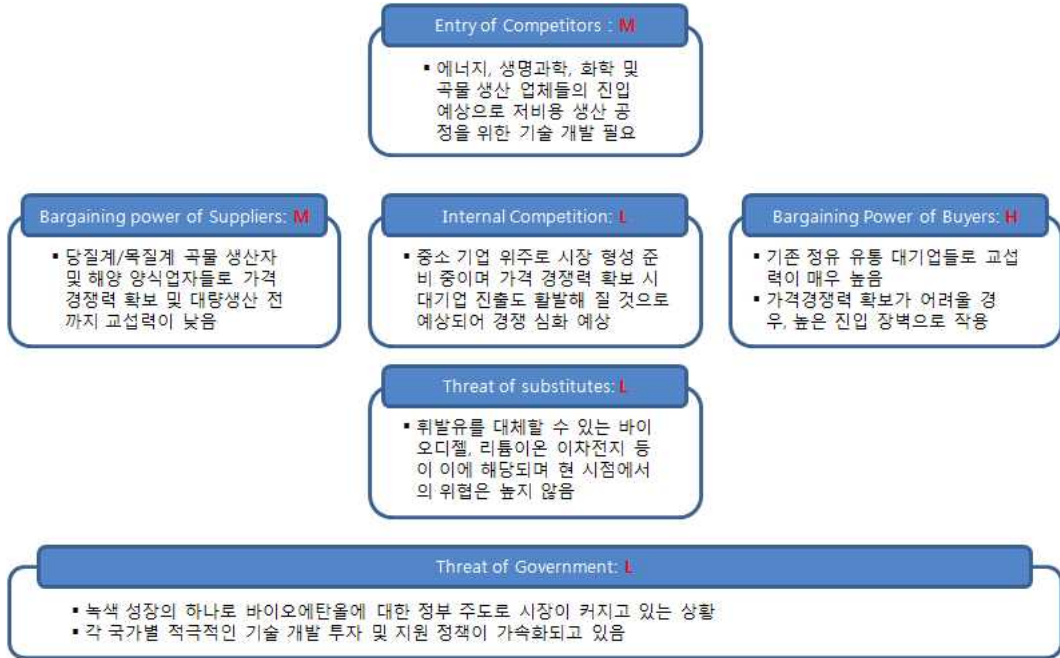 Entry of Competitors : M
▪ 에너지, 생명과학, 화학 및
곡물 생산 업체들의 진입
예상으로 저비용 생산 공
정을 위한 기술 개발 필요
Bargaining power of Suppliers: M
▪ 당질계/목질계 곡물 생산자
및 해양 양식업자들로 가격
경쟁력 확보 및 대량생산 전
까지 교섭력이 낮음
Internal Competition: L
▪ 중소 기업 위주로 시장 형성 준
비 중이며 가격 경쟁력 확보 시
대기업 진출도 활발해 질 것으로
예상되어 경쟁 심화 예상
Bargaining Power of Buyers: H
▪ 기존 정유 유통 대기업들로 교섭
력이 매우 높음
▪ 가격경쟁력 확보가 어려울 경
우, 높은 진입 장벽으로 작용
Threat of substitutes: L
▪ 휘발유를 대체할 수 있는 바이
오디젤, 리튬이온 이차전지 등
이 이에 해당되며 현 시점에서
의 위협은 높지 않음
Threat of Government: L
▪ 녹색 성장의 하나로 바이오에탄올에 대한 정부 주도로 시장이 커지고 있는 상황
▪ 각 국가별 적극적인 기술 개발 투자 및 지원 정책이 가속화되고 있음